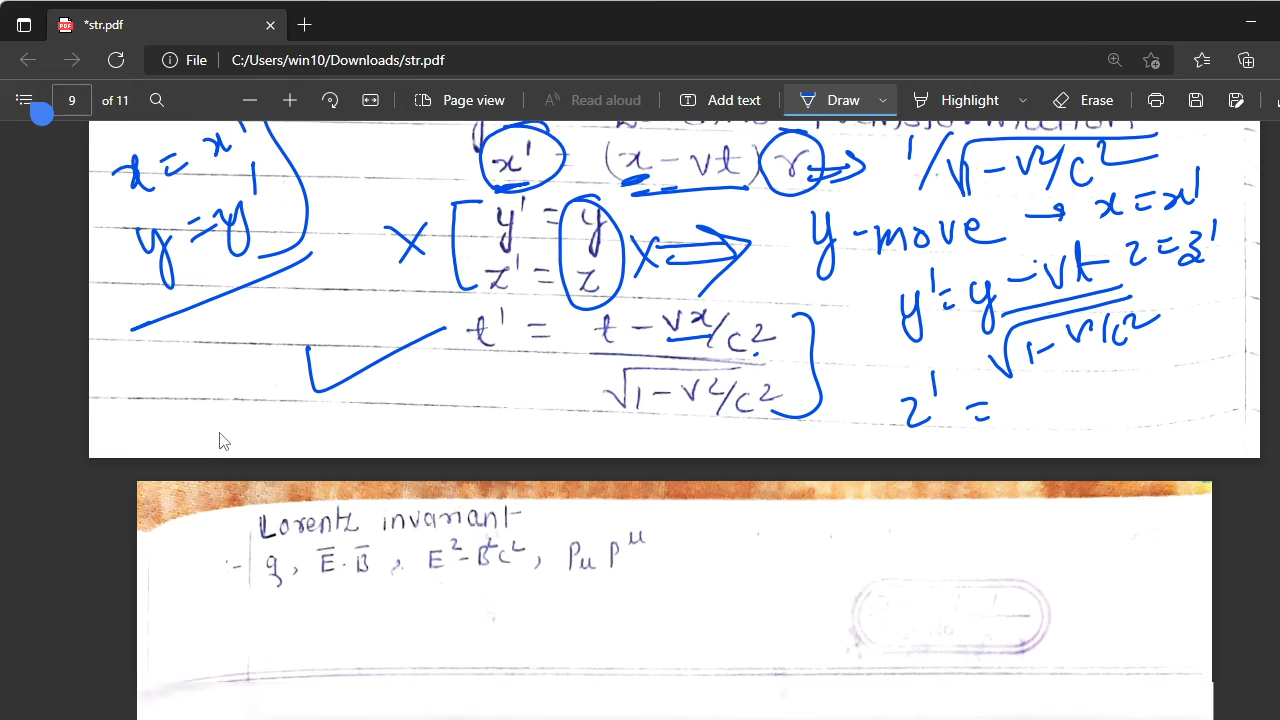 *str.pdf
File C:/Users/win10/Downloads/str.pdf
9 of 11 Page view Read aloud Add text Draw Highlight Erase
x = x'
y = y'
x' = (x - vt) γ → 1/√1 - v²/c²
x [ y' = y x ⇒ y-move → x = x'
z' = z z = z'
y' = y - vt / √1 - v²/c²
t' = t - vx/c² / √1 - v²/c²
z' =
Lorentz invariant
:- q, E̅ . B̅ , E² - B²c², Pμ P^μ